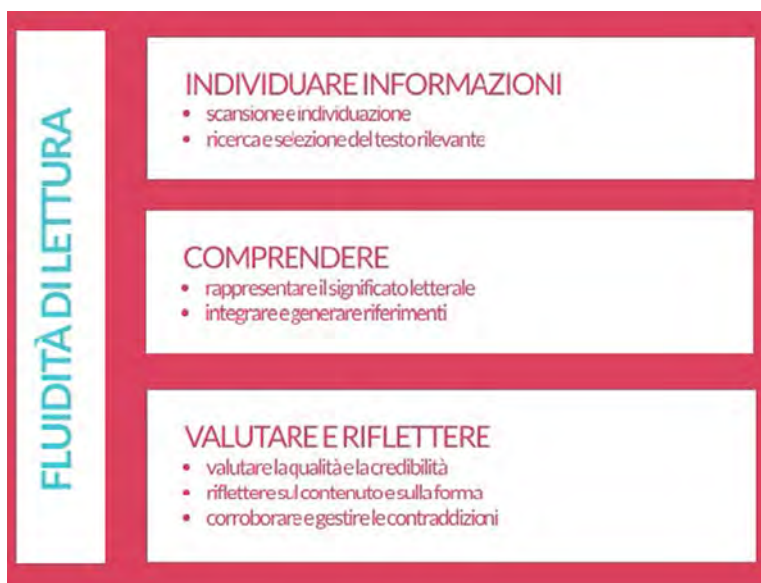 FLUIDITÀ DI LETTURA
INDIVIDUARE INFORMAZIONI
• scansione e individuazione
• ricerca e selezione del testo rilevante
COMPRENDERE
• rappresentare il significato letterale
• integrare e generare riferimenti
VALUTARE E RIFLETTERE
• valutare la qualità e la credibilità
• riflettere sul contenuto e sulla forma
• corroborare e gestire le contraddizioni